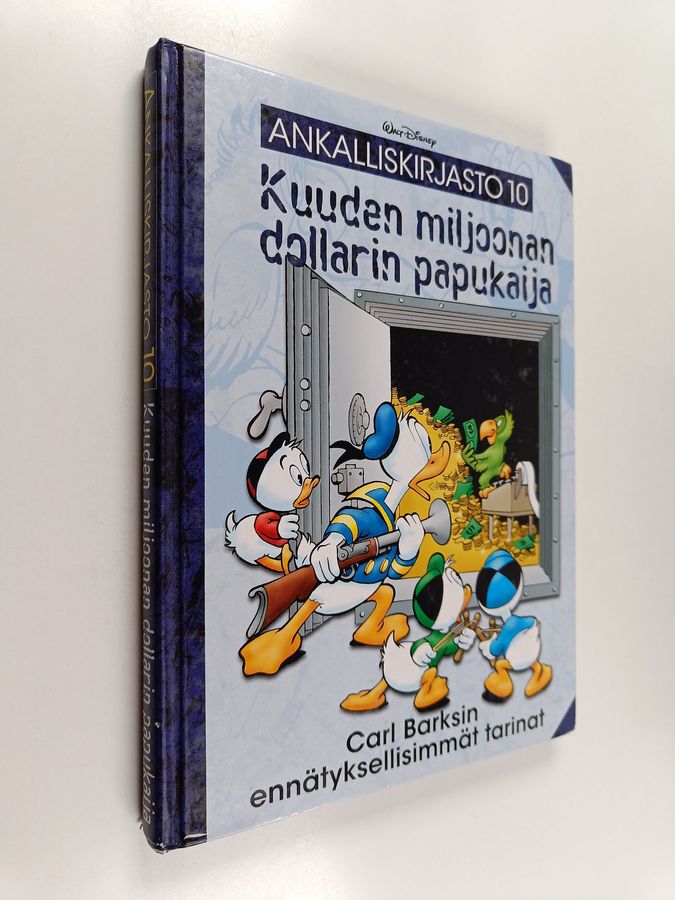 Walt Disney
ANKALLISKIRJASTO 10
Kuuden miljoonan
dollarin papukaija
Carl Barksin
ennätyksellisimmät tarinat
ANKALLISKIRJASTO 10 Kuuden miljoonan dollarin papukaija